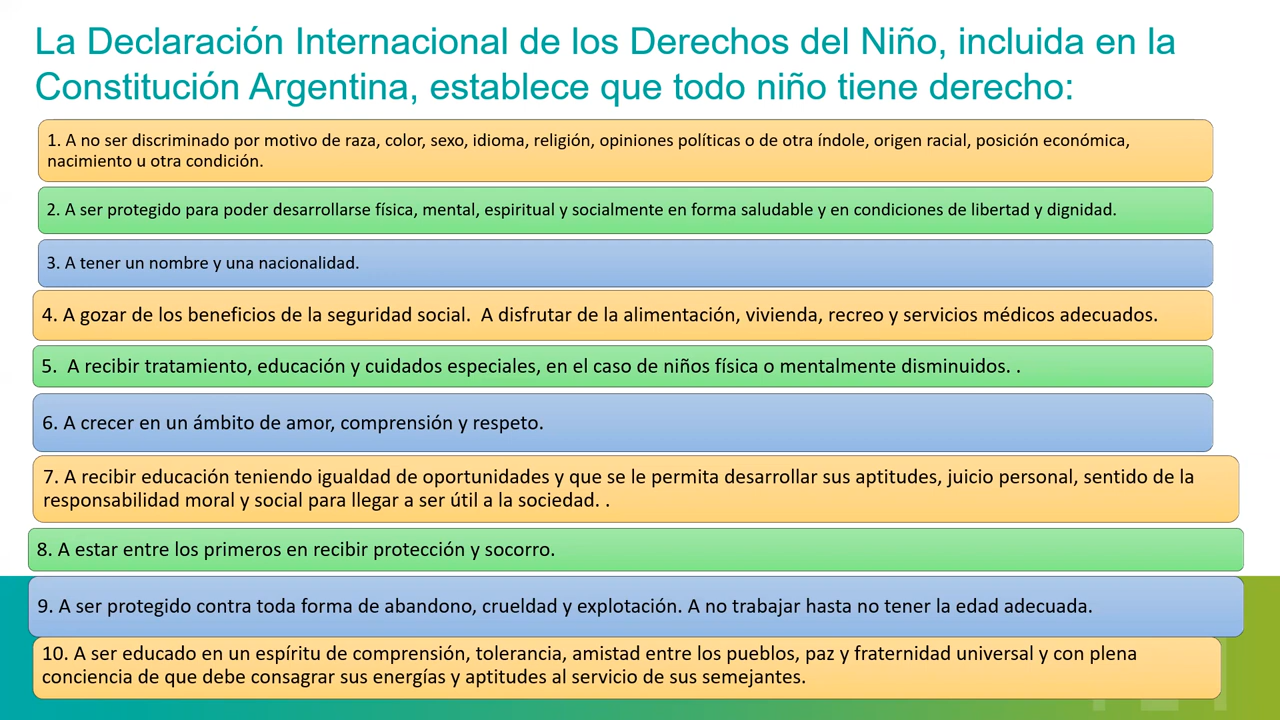 La Declaración Internacional de los Derechos del Niño, incluida en la
Constitución Argentina, establece que todo niño tiene derecho:
1. A no ser discriminado por motivo de raza, color, sexo, idioma, religión, opiniones políticas o de otra índole, origen racial, posición económica,
nacimiento u otra condición.
2. A ser protegido para poder desarrollarse física, mental, espiritual y socialmente en forma saludable y en condiciones de libertad y dignidad.
3. A tener un nombre y una nacionalidad.
4. A gozar de los beneficios de la seguridad social.  A disfrutar de la alimentación, vivienda, recreo y servicios médicos adecuados.
5.  A recibir tratamiento, educación y cuidados especiales, en el caso de niños física o mentalmente disminuidos. .
6. A crecer en un ámbito de amor, comprensión y respeto.
7. A recibir educación teniendo igualdad de oportunidades y que se le permita desarrollar sus aptitudes, juicio personal, sentido de la
responsabilidad moral y social para llegar a ser útil a la sociedad. .
8. A estar entre los primeros en recibir protección y socorro.
9. A ser protegido contra toda forma de abandono, crueldad y explotación. A no trabajar hasta no tener la edad adecuada.
10. A ser educado en un espíritu de comprensión, tolerancia, amistad entre los pueblos, paz y fraternidad universal y con plena
conciencia de que debe consagrar sus energías y aptitudes al servicio de sus semejantes.